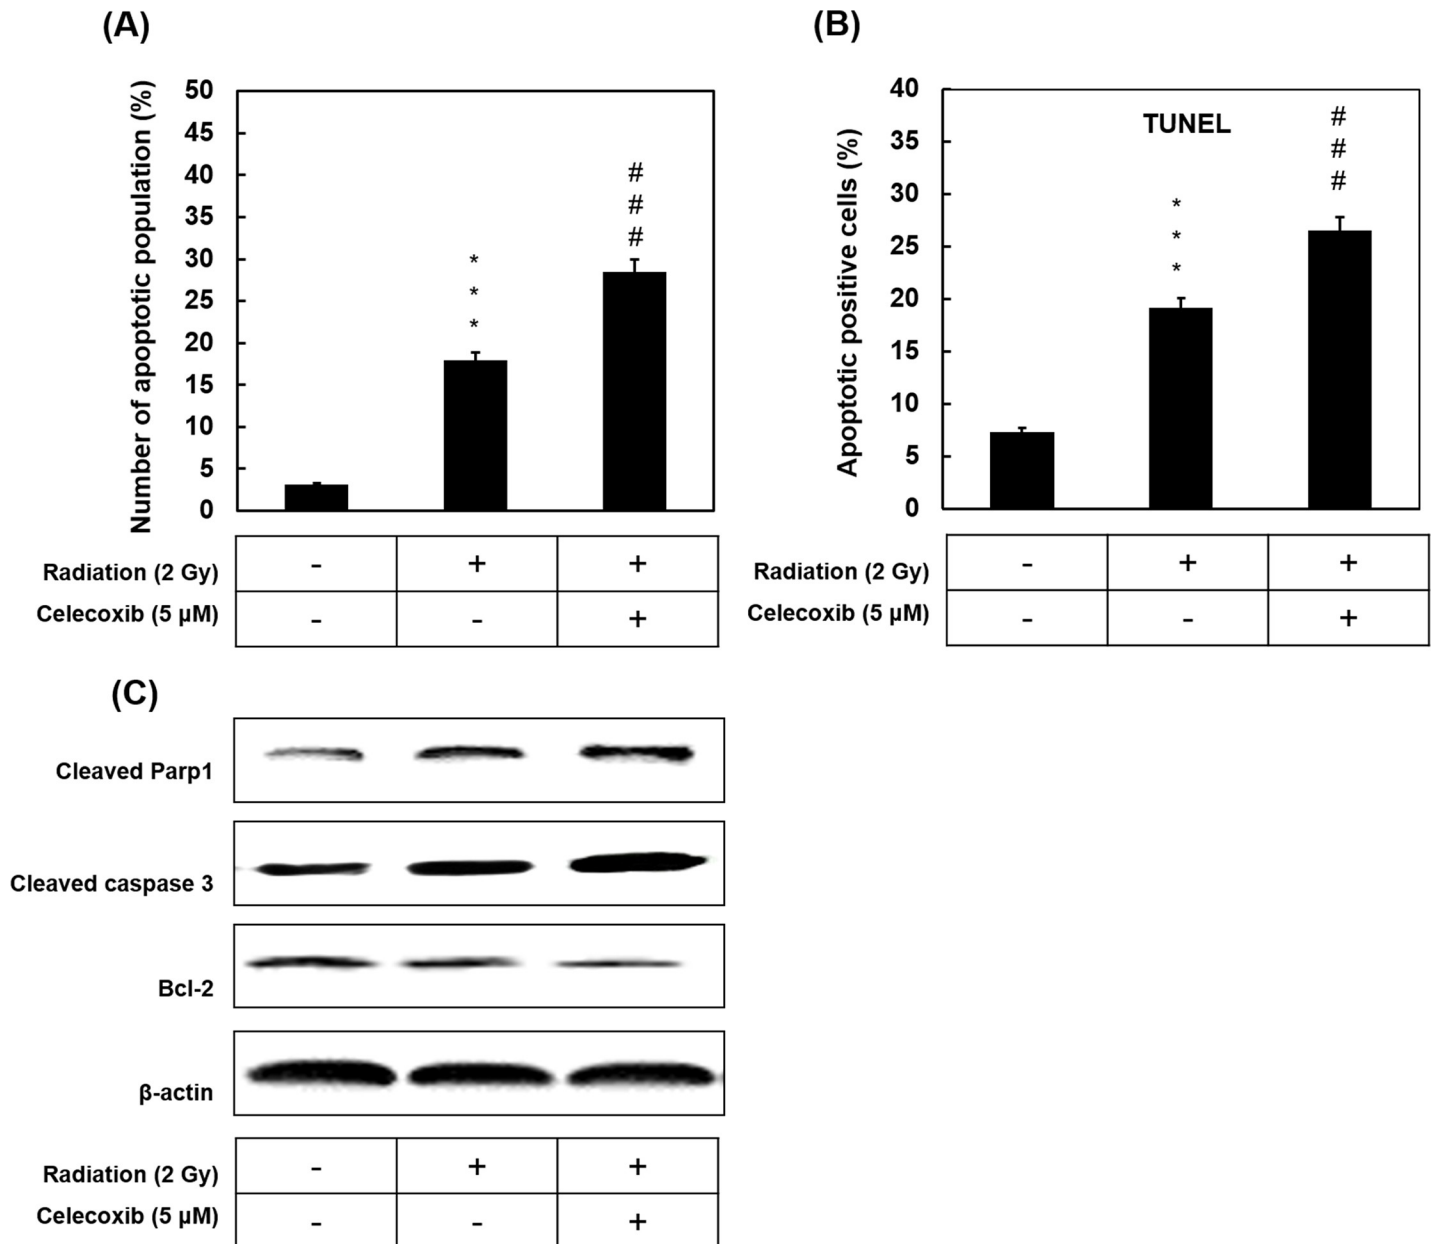 (A)
Number of apoptotic population (%)
50
45
40
35
30
25
20
15
10
5
0
*
*
*
#
#
#
Radiation (2 Gy) - + +
Celecoxib (5 µM) - - +
(B)
Apoptotic positive cells (%)
40
35
30
25
20
15
10
5
0
TUNEL
*
*
*
#
#
#
Radiation (2 Gy) - + +
Celecoxib (5 µM) - - +
(C)
Cleaved Parp1
Cleaved caspase 3
Bcl-2
β-actin
Radiation (2 Gy) - + +
Celecoxib (5 µM) - - +